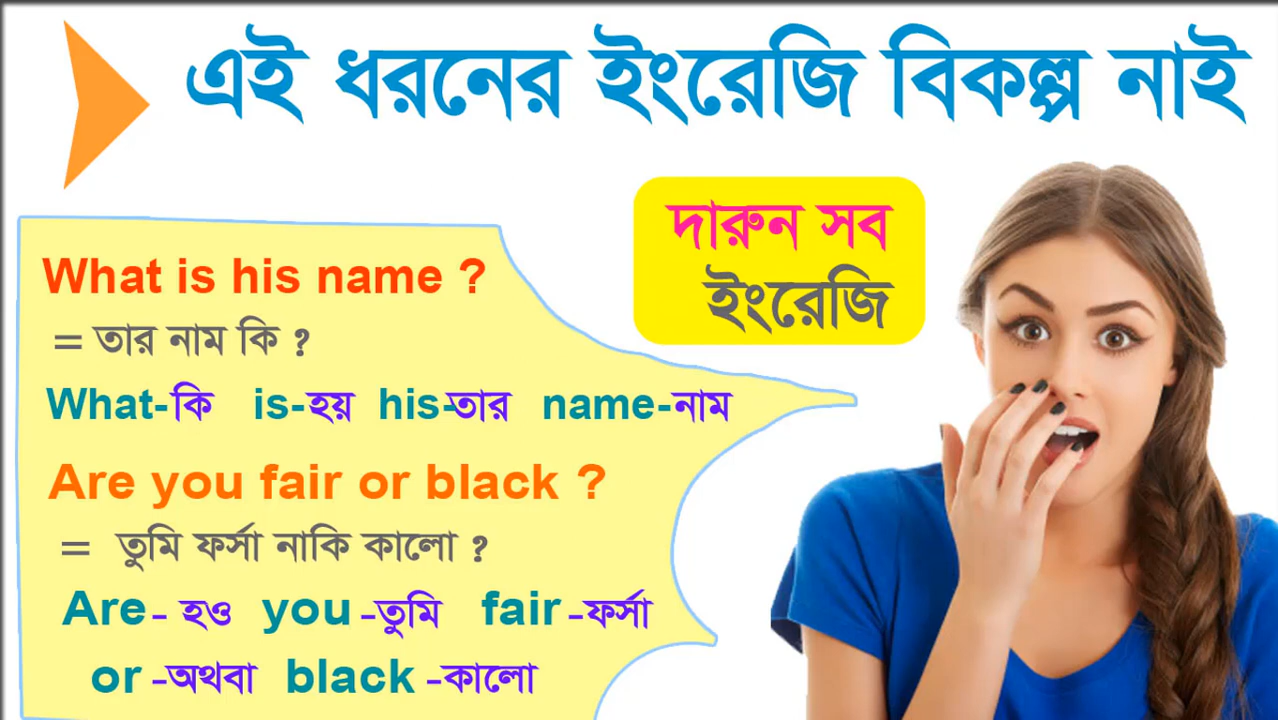 এই ধরনের ইংরেজি বিকল্প নাই
দারুন সব
ইংরেজি
What is his name ?
= তার নাম কি ?
What-কি is-হয় his-তার name-নাম
Are you fair or black ?
= তুমি ফর্সা নাকি কালো ?
Are - হও you -তুমি fair -ফর্সা
or -অথবা black -কালো